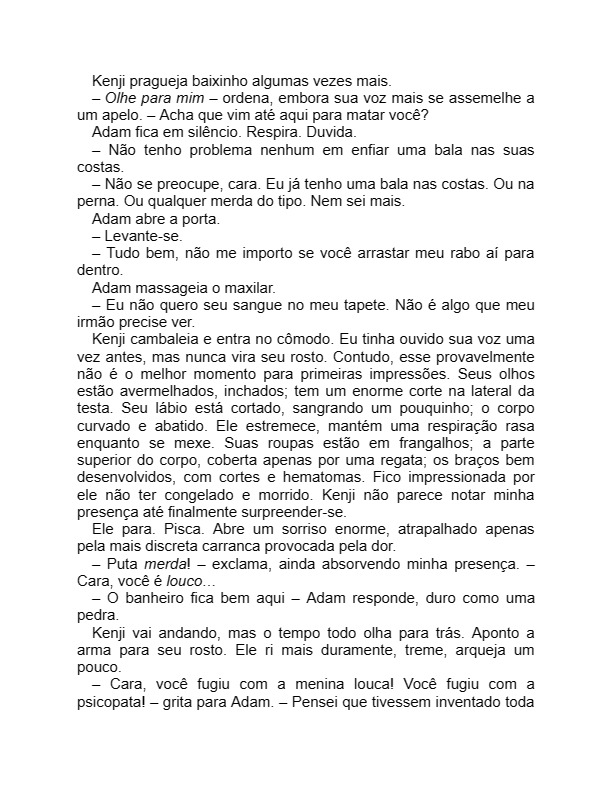 Kenji pragueja baixinho algumas vezes mais.
– Olhe para mim – ordena, embora sua voz mais se assemelhe a
um apelo. – Acha que vim até aqui para matar você?
Adam fica em silêncio. Respira. Duvida.
– Não tenho problema nenhum em enfiar uma bala nas suas
costas.
– Não se preocupe, cara. Eu já tenho uma bala nas costas. Ou na
perna. Ou qualquer merda do tipo. Nem sei mais.
Adam abre a porta.
– Levante-se.
– Tudo bem, não me importo se você arrastar meu rabo aí para
dentro.
Adam massageia o maxilar.
– Eu não quero seu sangue no meu tapete. Não é algo que meu
irmão precise ver.
Kenji cambaleia e entra no cômodo. Eu tinha ouvido sua voz uma
vez antes, mas nunca vira seu rosto. Contudo, esse provavelmente
não é o melhor momento para primeiras impressões. Seus olhos
estão avermelhados, inchados; tem um enorme corte na lateral da
testa. Seu lábio está cortado, sangrando um pouquinho; o corpo
curvado e abatido. Ele estremece, mantém uma respiração rasa
enquanto se mexe. Suas roupas estão em frangalhos; a parte
superior do corpo, coberta apenas por uma regata; os braços bem
desenvolvidos, com cortes e hematomas. Fico impressionada por
ele não ter congelado e morrido. Kenji não parece notar minha
presença até finalmente surpreender-se.
Ele para. Pisca. Abre um sorriso enorme, atrapalhado apenas
pela mais discreta carranca provocada pela dor.
– Puta merda! – exclama, ainda absorvendo minha presença. –
Cara, você é louco…
– O banheiro fica bem aqui – Adam responde, duro como uma
pedra.
Kenji vai andando, mas o tempo todo olha para trás. Aponto a
arma para seu rosto. Ele ri mais duramente, treme, arqueja um
pouco.
– Cara, você fugiu com a menina louca! Você fugiu com a
psicopata! – grita para Adam. – Pensei que tivessem inventado toda